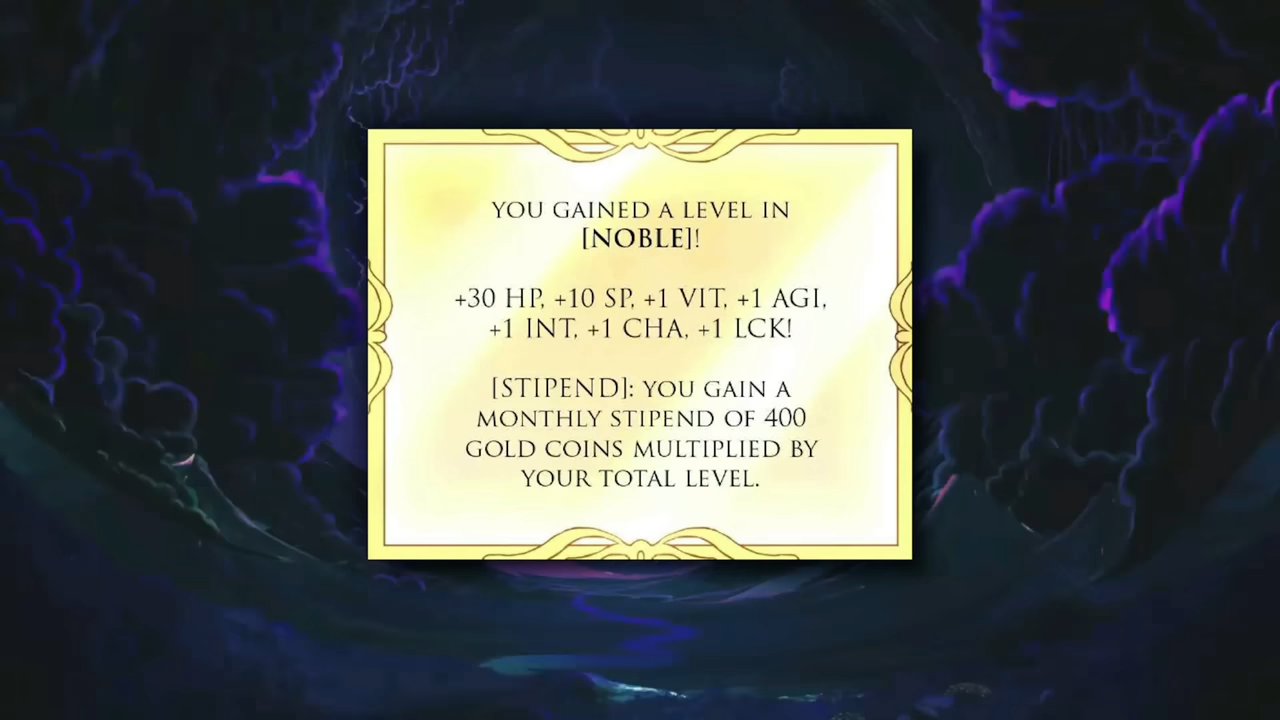 YOU GAINED A LEVEL IN
[NOBLE]!
+30 HP, +10 SP, +1 VIT, +1 AGI,
+1 INT, +1 CHA, +1 LCK!
[STIPEND]: YOU GAIN A
MONTHLY STIPEND OF 400
GOLD COINS MULTIPLIED BY
YOUR TOTAL LEVEL.